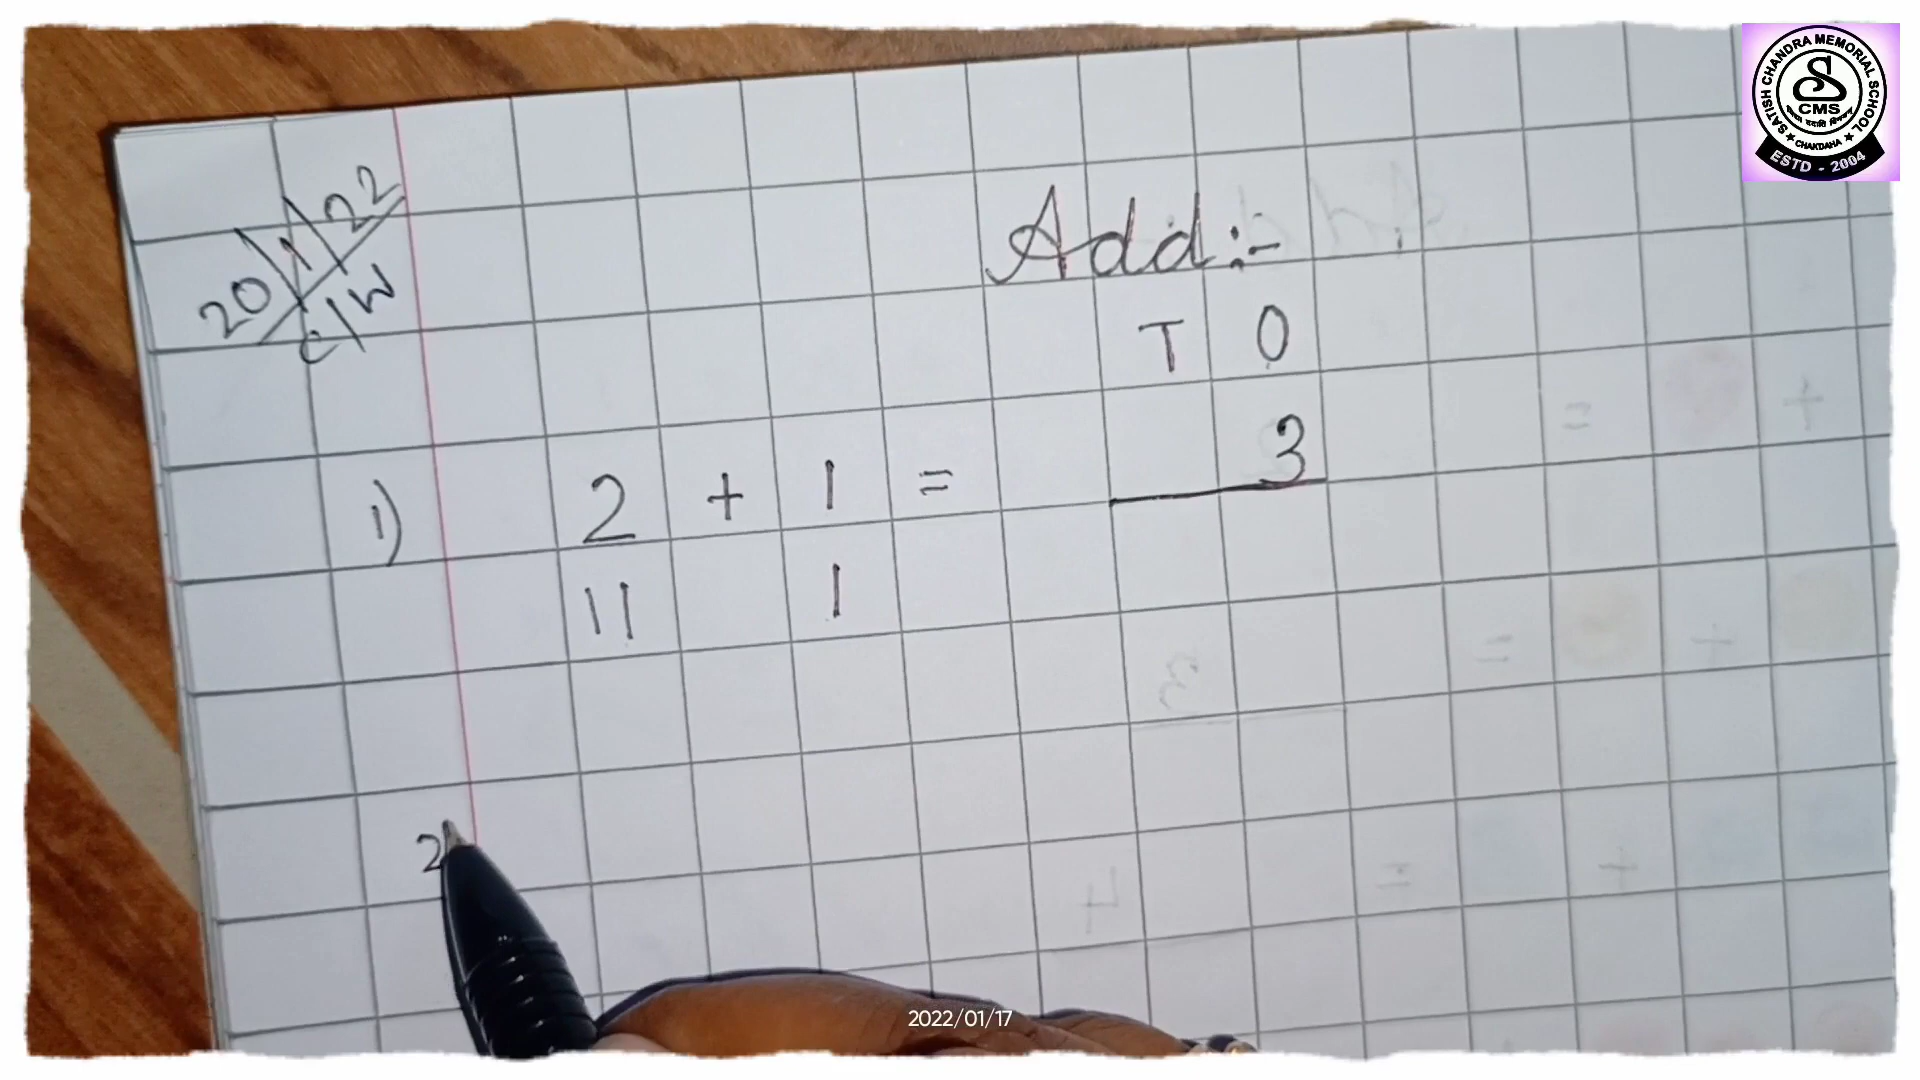 20/1/22
C/W
Add:-
T O
1) 2 + 1 = 3
11 1
2
SATISH CHANDRA MEMORIAL SCHOOL
S
CMS
★ CHAKDAHA ★
ESTD - 2004
2022/01/17